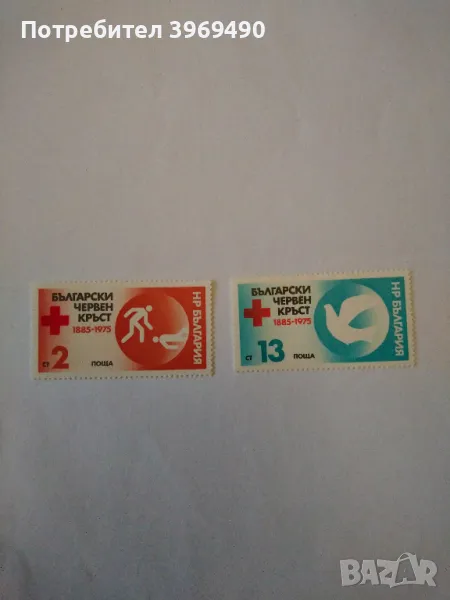 Потребител 3969490
БЪЛГАРСКИ
ЧЕРВЕН
КРЪСТ
1885-1975
ст 2
ПОЩА
НР БЪЛГАРИЯ
БЪЛГАРСКИ
ЧЕРВЕН
КРЪСТ
1885-1975
ст 13
ПОЩА
НР БЪЛГАРИЯ
BAZAR